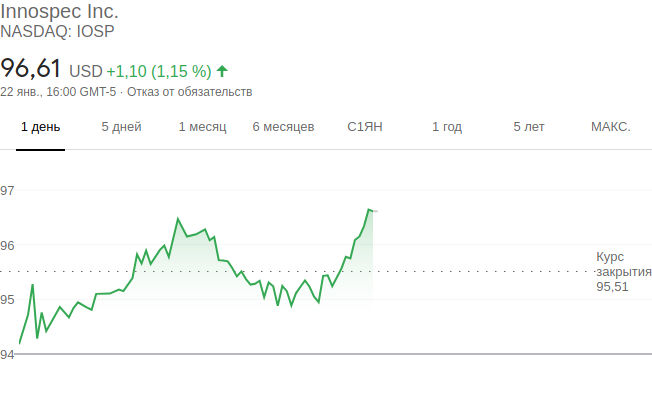 Innospec Inc.
NASDAQ: IOSP
96,61 USD +1,10 (1,15 %)
22 янв., 16:00 GMT-5 · Отказ от обязательств
1 день 5 дней 1 месяц 6 месяцев С1ЯН 1 год 5 лет МАКС.
97
96
Курс
закрытия
95,51
95
94